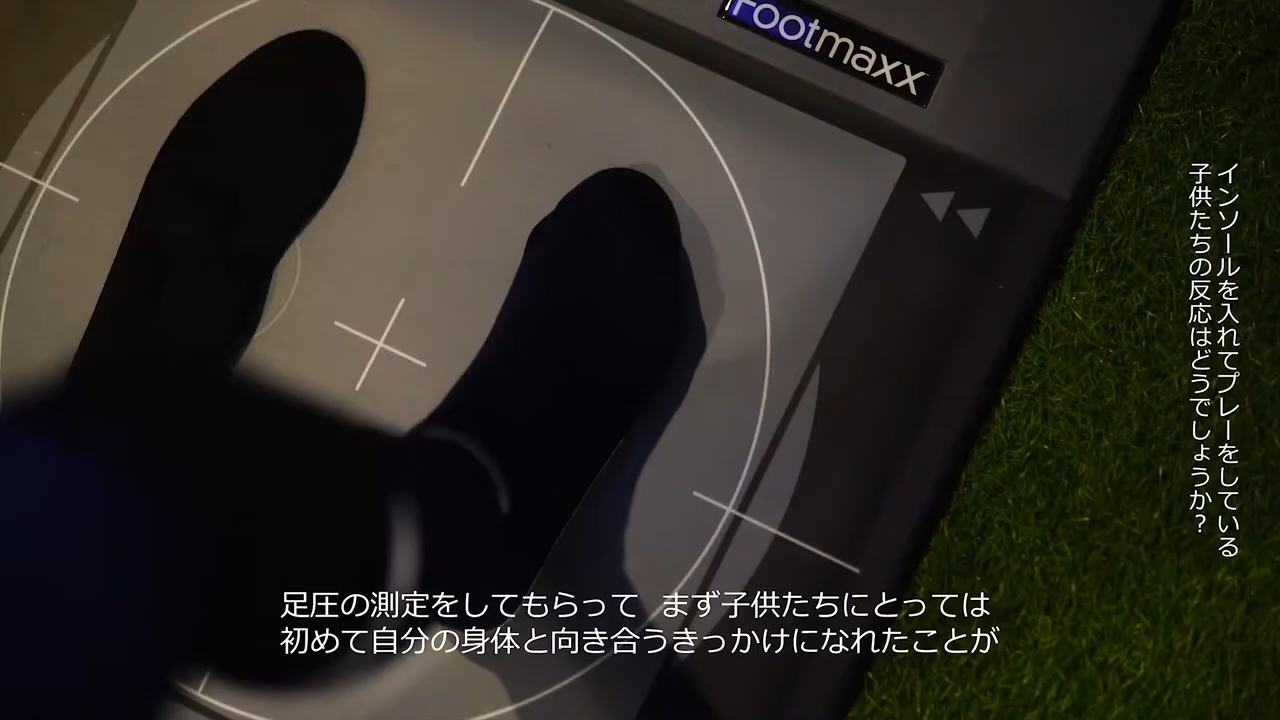 Footmaxx
インソールを入れてプレーをしている
子供たちの反応はどうでしょうか？
足圧の測定をしてもらって　まず子供たちにとっては
初めて自分の身体と向き合うきっかけになれたことが